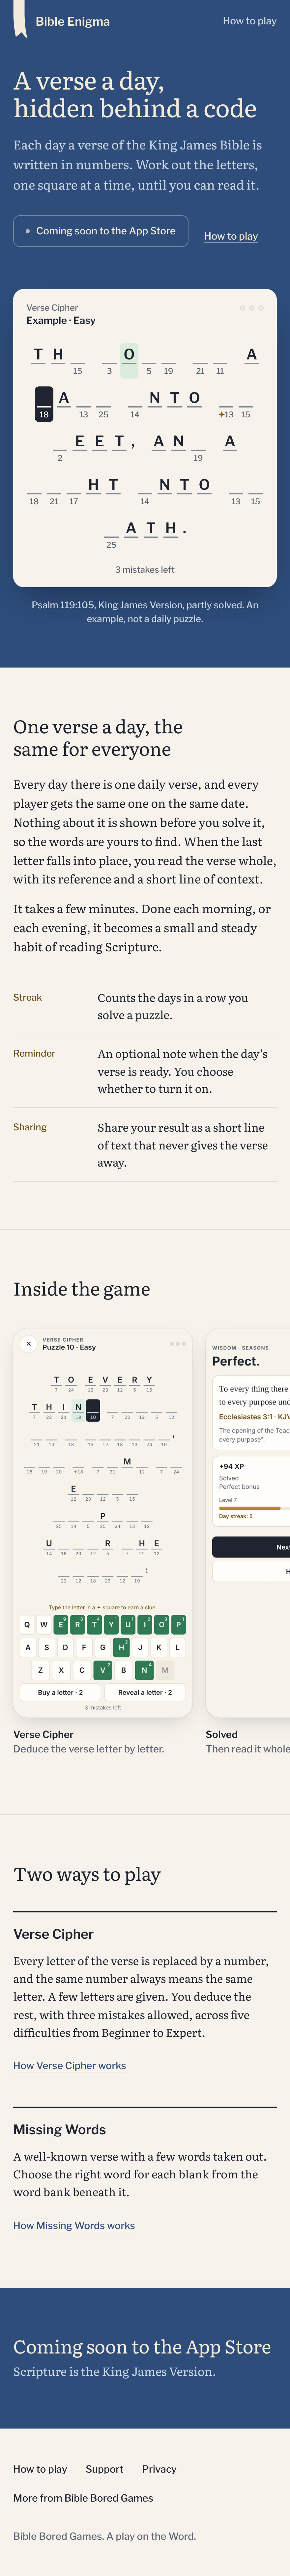 Bible Enigma
How to play
A verse a day,
hidden behind a code
Each day a verse of the King James Bible is
written in numbers. Work out the letters,
one square at a time, until you read it.
Coming soon to the App Store
How to play
Verse Cipher
Example · Easy
T H O A
15 3 5 19 21 11
A N T O
18 13 25 14 ✦13 15
E E T , A N A
2 19
H T N T O
18 21 17 14 13 15
A T H .
25
3 mistakes left
Psalm 119:105, King James Version, partly solved. An
example, not a daily puzzle.
One verse a day, the
same for everyone
Every day there is one daily verse, and every
player gets the same one on the same date.
Nothing about it is shown before you solve it,
so the words are yours to find. When the last
letter falls into place, you read the verse whole,
with its reference and a short line of context.
It takes a few minutes. Done each morning, or
each evening, it becomes a small and steady
habit of reading Scripture.
Streak
Counts the days in a row you
solve a puzzle.
Reminder
An optional note when the day’s
verse is ready. You choose
whether to turn it on.
Sharing
Share your result as a short line
of text that never gives the verse
away.
Inside the game
VERSE CIPHER
Puzzle 10 · Easy
T O E V E R Y
T H I N
M
E
P
U R H E
Type the letter in a ✦ square to earn a clue.
Q W E R T Y U I O P
A S D F G H J K L
Z X C V B N M
Buy a letter · 2
Reveal a letter · 2
3 mistakes left
Verse Cipher
Deduce the verse letter by letter.
WISDOM · SEASONS
Perfect.
To every thing there
to every purpose und
Ecclesiastes 3:1 · KJV
The opening of the Teac
every purpose".
+94 XP
Solved
Perfect bonus
Level 7
Day streak: 5
Next
H
Solved
Then read it whole
Two ways to play
Verse Cipher
Every letter of the verse is replaced by a number,
and the same number always means the same
letter. A few letters are given. You deduce the
rest, with three mistakes allowed, across five
difficulties from Beginner to Expert.
How Verse Cipher works
Missing Words
A well-known verse with a few words taken out.
Choose the right word for each blank from the
word bank beneath it.
How Missing Words works
Coming soon to the App Store
Scripture is the King James Version.
How to play
Support
Privacy
More from Bible Bored Games
Bible Bored Games. A play on the Word.